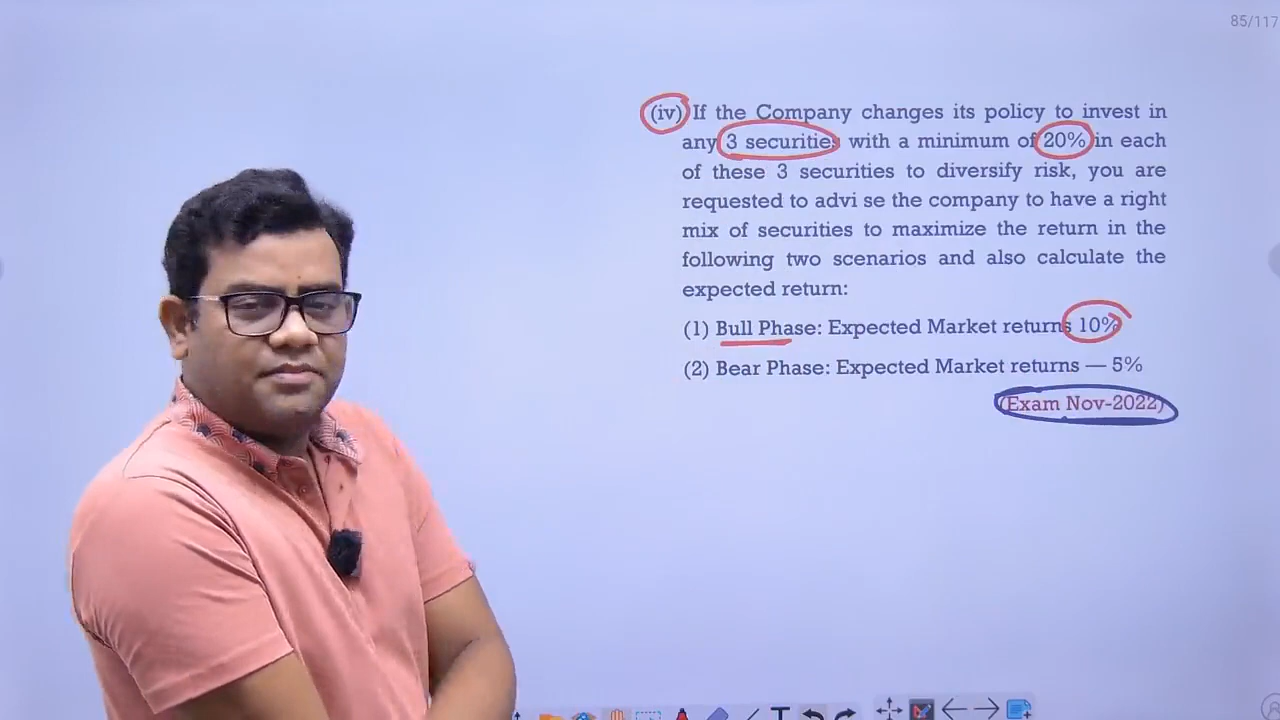 85/117
(iv) If the Company changes its policy to invest in
any 3 securities with a minimum of 20% in each
of these 3 securities to diversify risk, you are
requested to advi se the company to have a right
mix of securities to maximize the return in the
following two scenarios and also calculate the
expected return:
(1) Bull Phase: Expected Market returns 10%
(2) Bear Phase: Expected Market returns — 5%
(Exam Nov-2022)
T